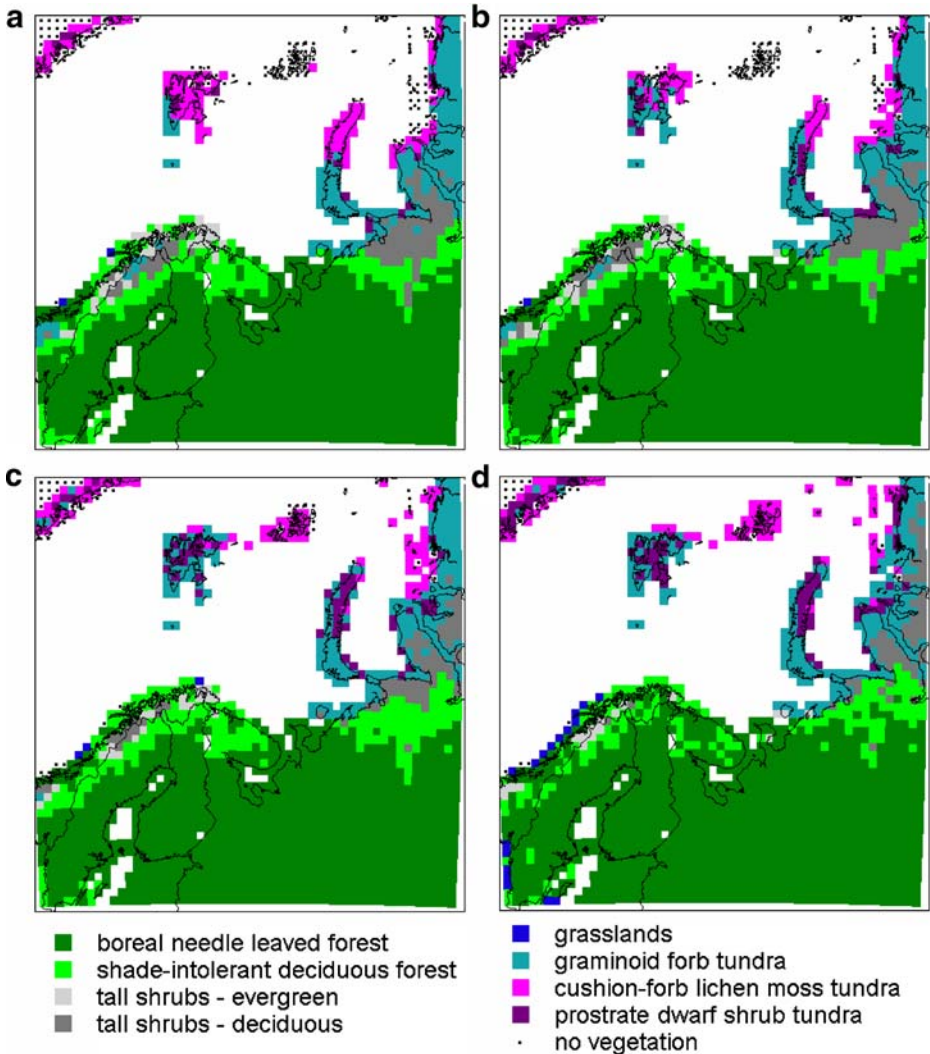 a
b
c
d
boreal needle leaved forest
shade-intolerant deciduous forest
tall shrubs - evergreen
tall shrubs - deciduous
grasslands
graminoid forb tundra
cushion-forb lichen moss tundra
prostrate dwarf shrub tundra
no vegetation